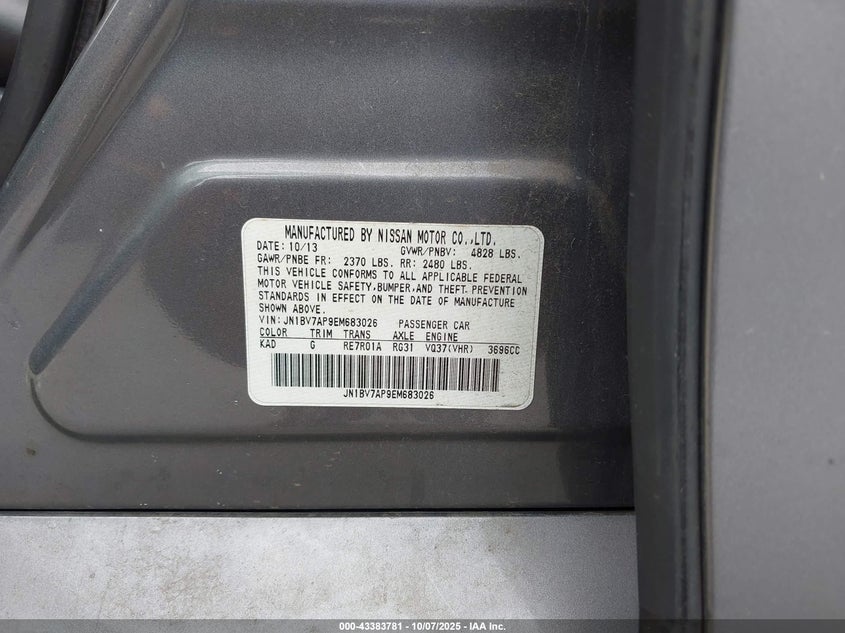 MANUFACTURED BY NISSAN MOTOR CO.,LTD.
DATE: 10/13 GVWR/PNBV: 4828 LBS.
GAWR/PNBE FR: 2370 LBS. RR: 2480 LBS.
THIS VEHICLE CONFORMS TO ALL APPLICABLE FEDERAL
MOTOR VEHICLE SAFETY,BUMPER,AND THEFT PREVENTION
STANDARDS IN EFFECT ON THE DATE OF MANUFACTURE
SHOWN ABOVE.
VIN: JN1BV7AP9EM683026 PASSENGER CAR
COLOR TRIM TRANS AXLE ENGINE
KAD G RE7R01A RG31 VQ37(VHR) 3696CC
JN1BV7AP9EM683026
000-43383781 - 10/07/2025 - IAA Inc.